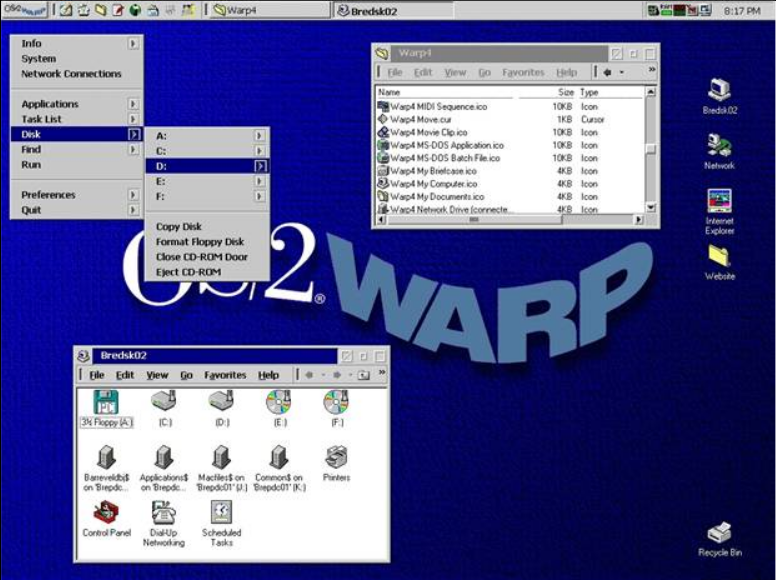 OS/2 WARP
Warp4
Bredsk02
8:17 PM
Info
System
Network Connections
Applications
Task List
Disk
Find
Run
Preferences
Quit
A:
C:
D:
E:
F:
Copy Disk
Format Floppy Disk
Close CD-ROM Door
Eject CD-ROM
Warp4
File Edit View Go Favorites Help
Name Size Type
Warp4 MIDI Sequence.ico 10KB Icon
Warp4 Move.cur 1KB Cursor
Warp4 Movie Clip.ico 10KB Icon
Warp4 MS-DOS Application.ico 10KB Icon
Warp4 MS-DOS Batch File.ico 10KB Icon
Warp4 My Briefcase.ico 4KB Icon
Warp4 My Computer.ico 4KB Icon
Warp4 My Documents.ico 4KB Icon
Warp4 Network Drive (connecte... 4KB Icon
Bredsk02
Network
Internet
Explorer
Website
OS/2® WARP
Bredsk02
File Edit View Go Favorites Help
3½ Floppy (A:) (C:) (D:) (E:) (F:)
Barreveldbj$ Applications$ Macfiles$ on Common$ on Printers
on 'Brepdc... on 'Brepdc... 'Brepdc01' (J:) 'Brepdc01' (K:)
Control Panel Dial-Up Scheduled
Networking Tasks
Recycle Bin